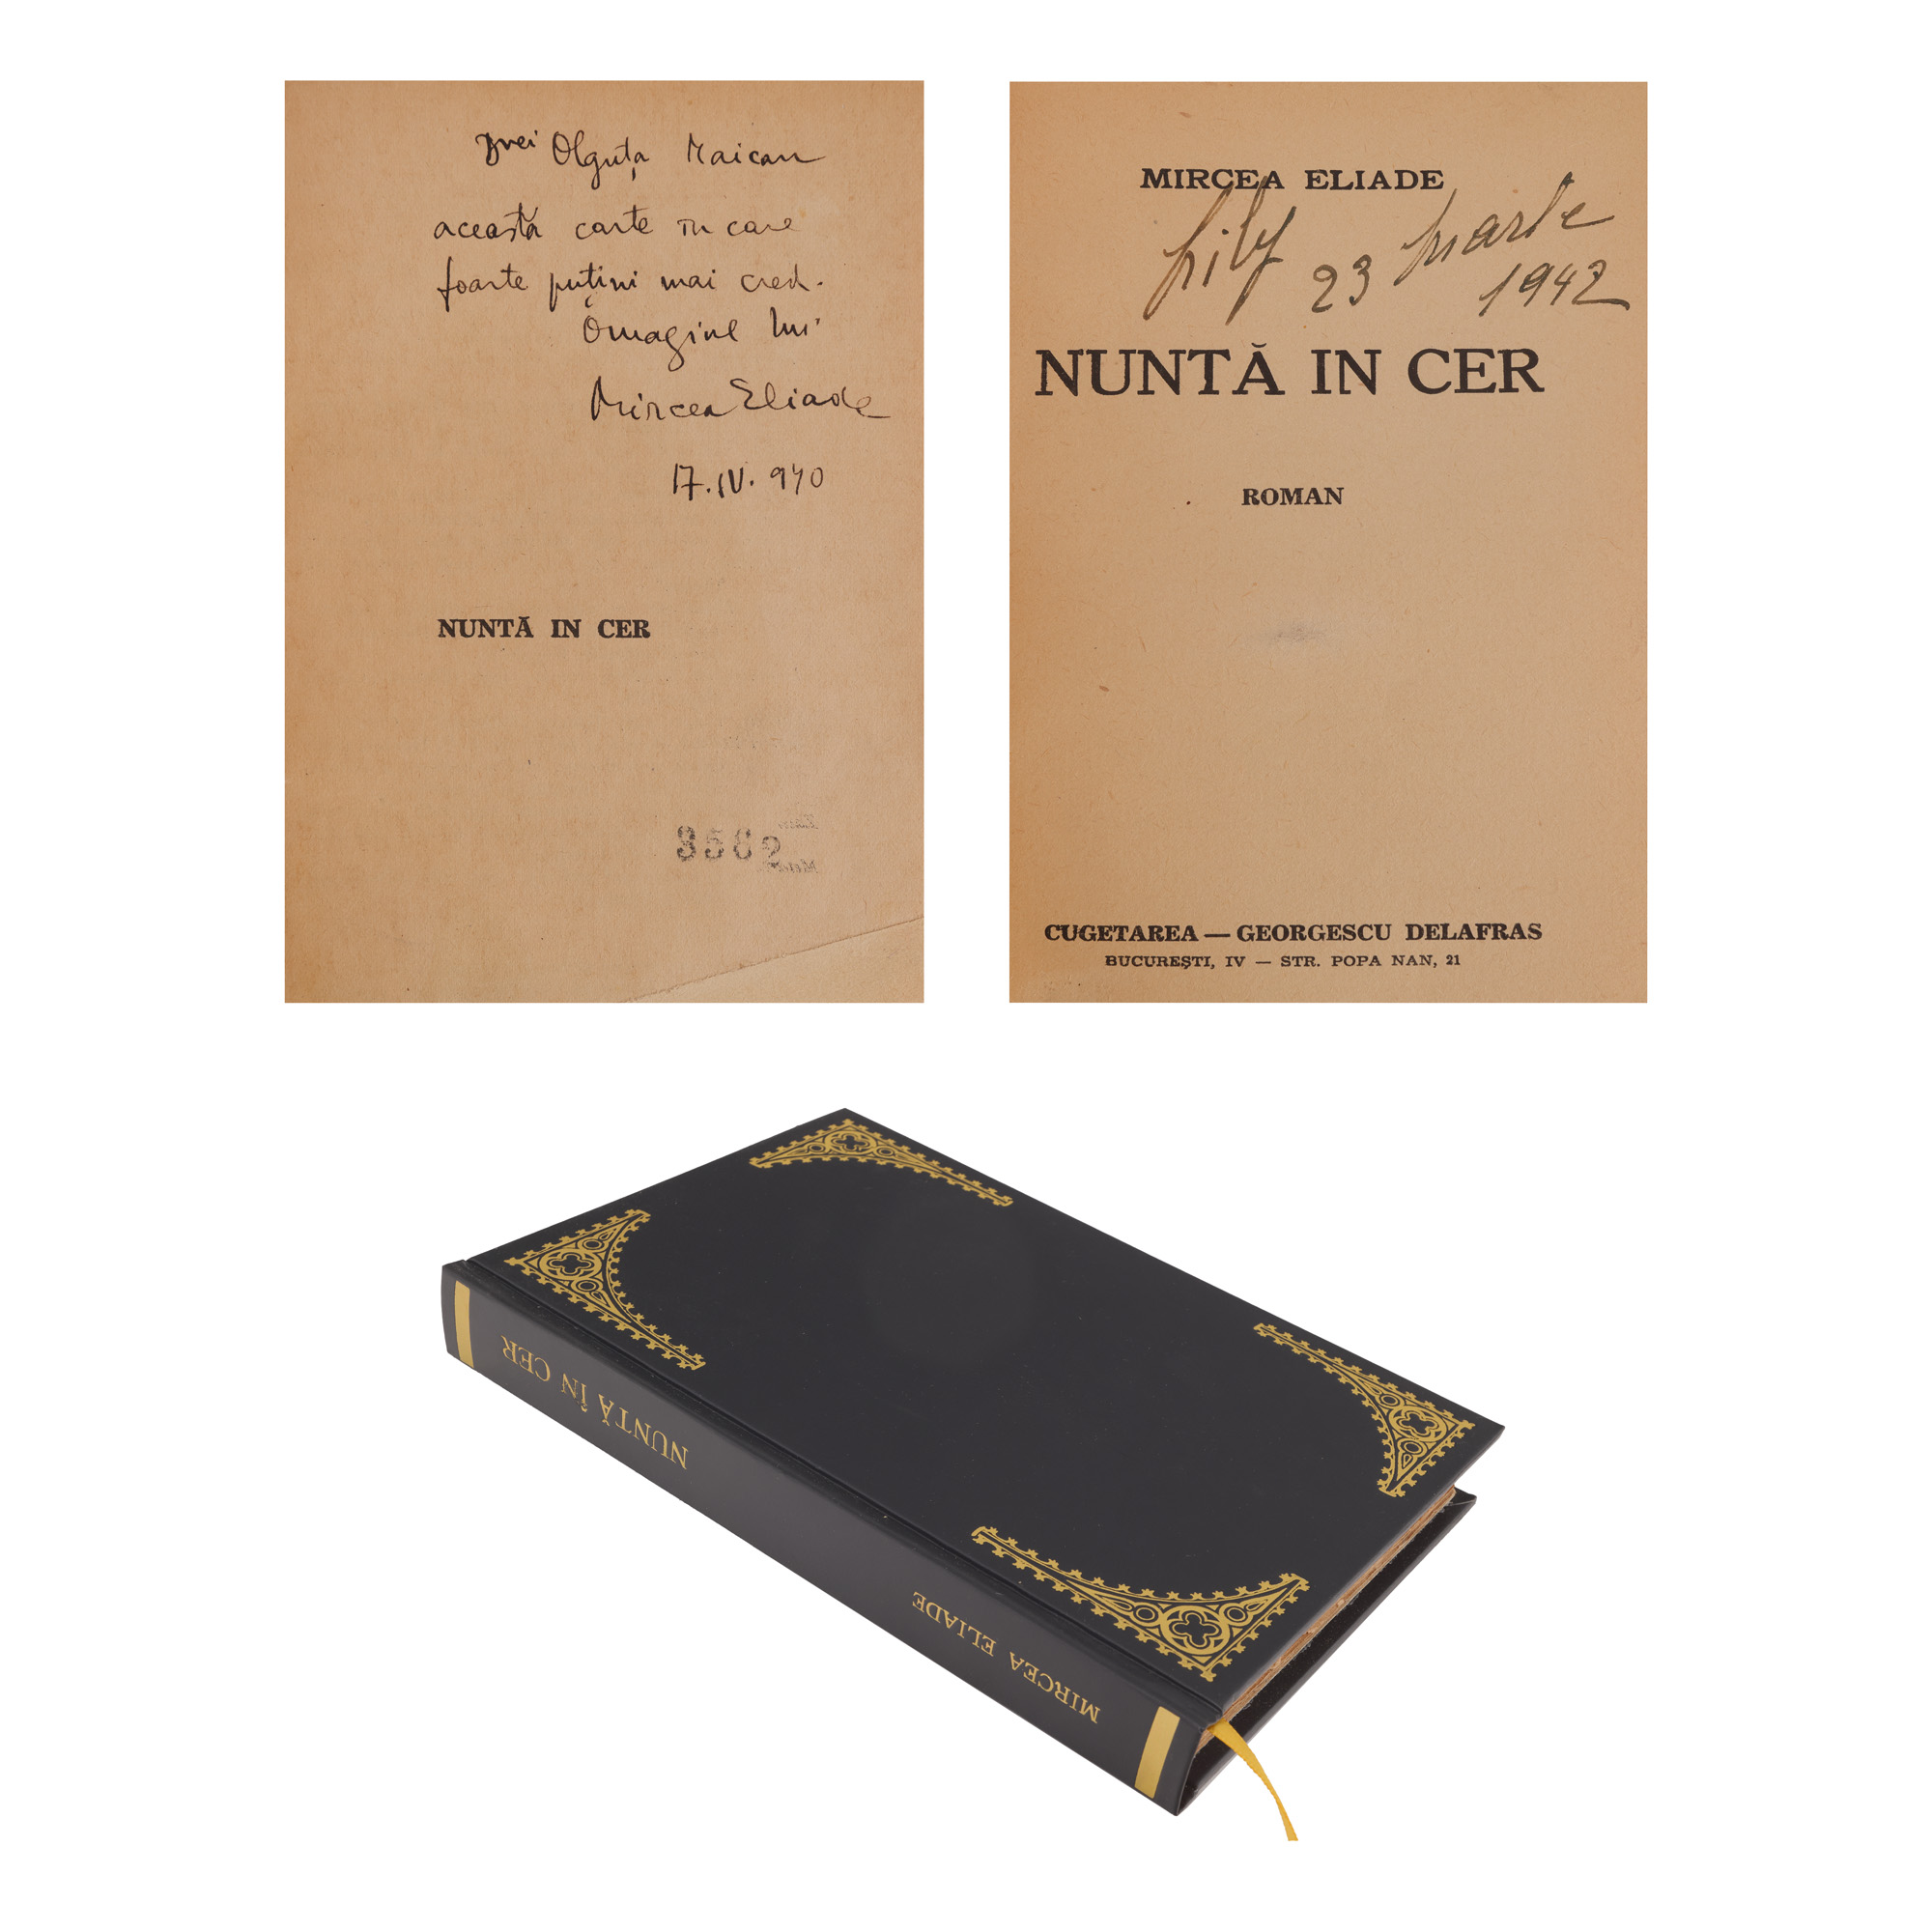 Dnei Olguța Maican
această carte în care
foarte puțini mai cred.
Omagiul lui
Mircea Eliade
17.IV.940
NUNTĂ IN CER
3562
MIRCEA ELIADE
23 Martie
1942
NUNTĂ IN CER
ROMAN
CUGETAREA — GEORGESCU DELAFRAS
BUCUREȘTI, IV — STR. POPA NAN, 21
NUNTĂ ÎN CER
MIRCEA ELIADE